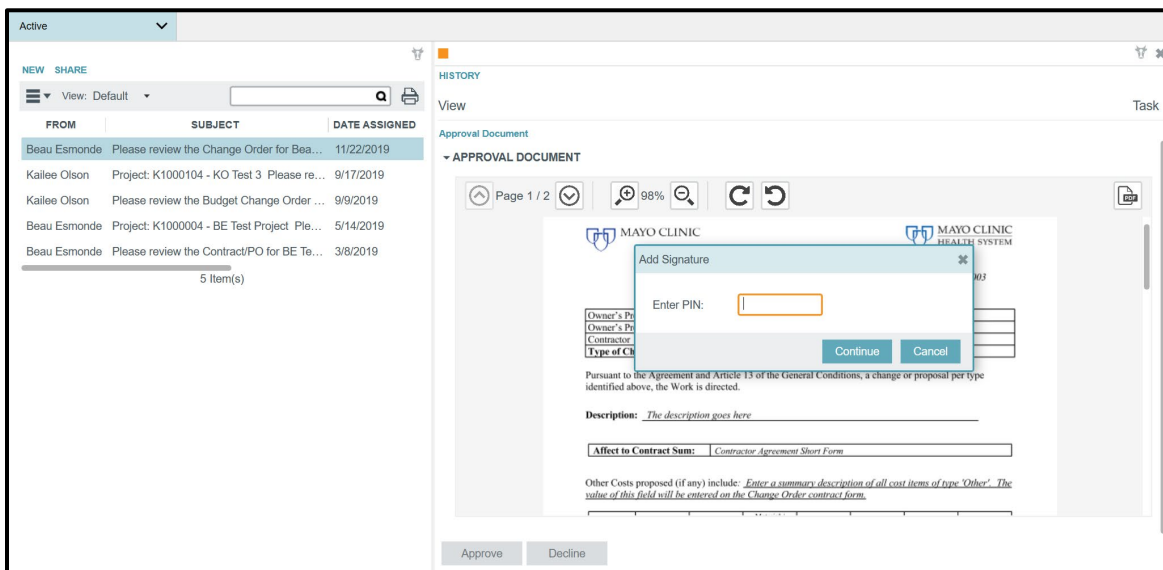 Active
NEW SHARE
View: Default
FROM SUBJECT DATE ASSIGNED
Beau Esmonde Please review the Change Order for Bea... 11/22/2019
Kailee Olson Project: K1000104 - KO Test 3 Please re... 9/17/2019
Kailee Olson Please review the Budget Change Order ... 9/9/2019
Beau Esmonde Project: K1000004 - BE Test Project Ple... 5/14/2019
Beau Esmonde Please review the Contract/PO for BE Te... 3/8/2019
5 Item(s)
HISTORY
View Task
Approval Document
APPROVAL DOCUMENT
Page 1 / 2 98% PDF
MAYO CLINIC MAYO CLINIC
HEALTH SYSTEM
Add Signature
003
Enter PIN:
Continue Cancel
Owner's Pr
Owner's Pr
Contractor
Type of Ch
Pursuant to the Agreement and Article 13 of the General Conditions, a change or proposal per type
identified above, the Work is directed.
Description: The description goes here
Affect to Contract Sum: Contractor Agreement Short Form
Other Costs proposed (if any) include: Enter a summary description of all cost items of type 'Other'. The
value of this field will be entered on the Change Order contract form.
Approve Decline